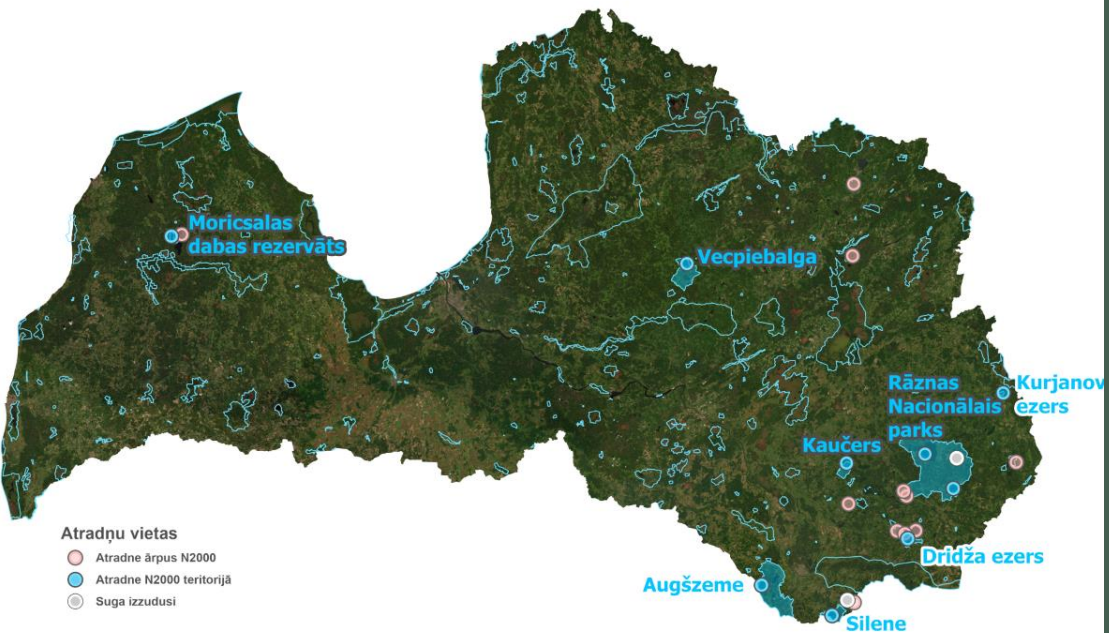 Moricsalas
dabas rezervāts
Vecpiebalga
Rāznas
Nacionālais
parks
Kurjanov
ezers
Kaučers
Dridža ezers
Augšzeme
Silene
Atradņu vietas
Atradne ārpus N2000
Atradne N2000 teritorijā
Suga izzudusi